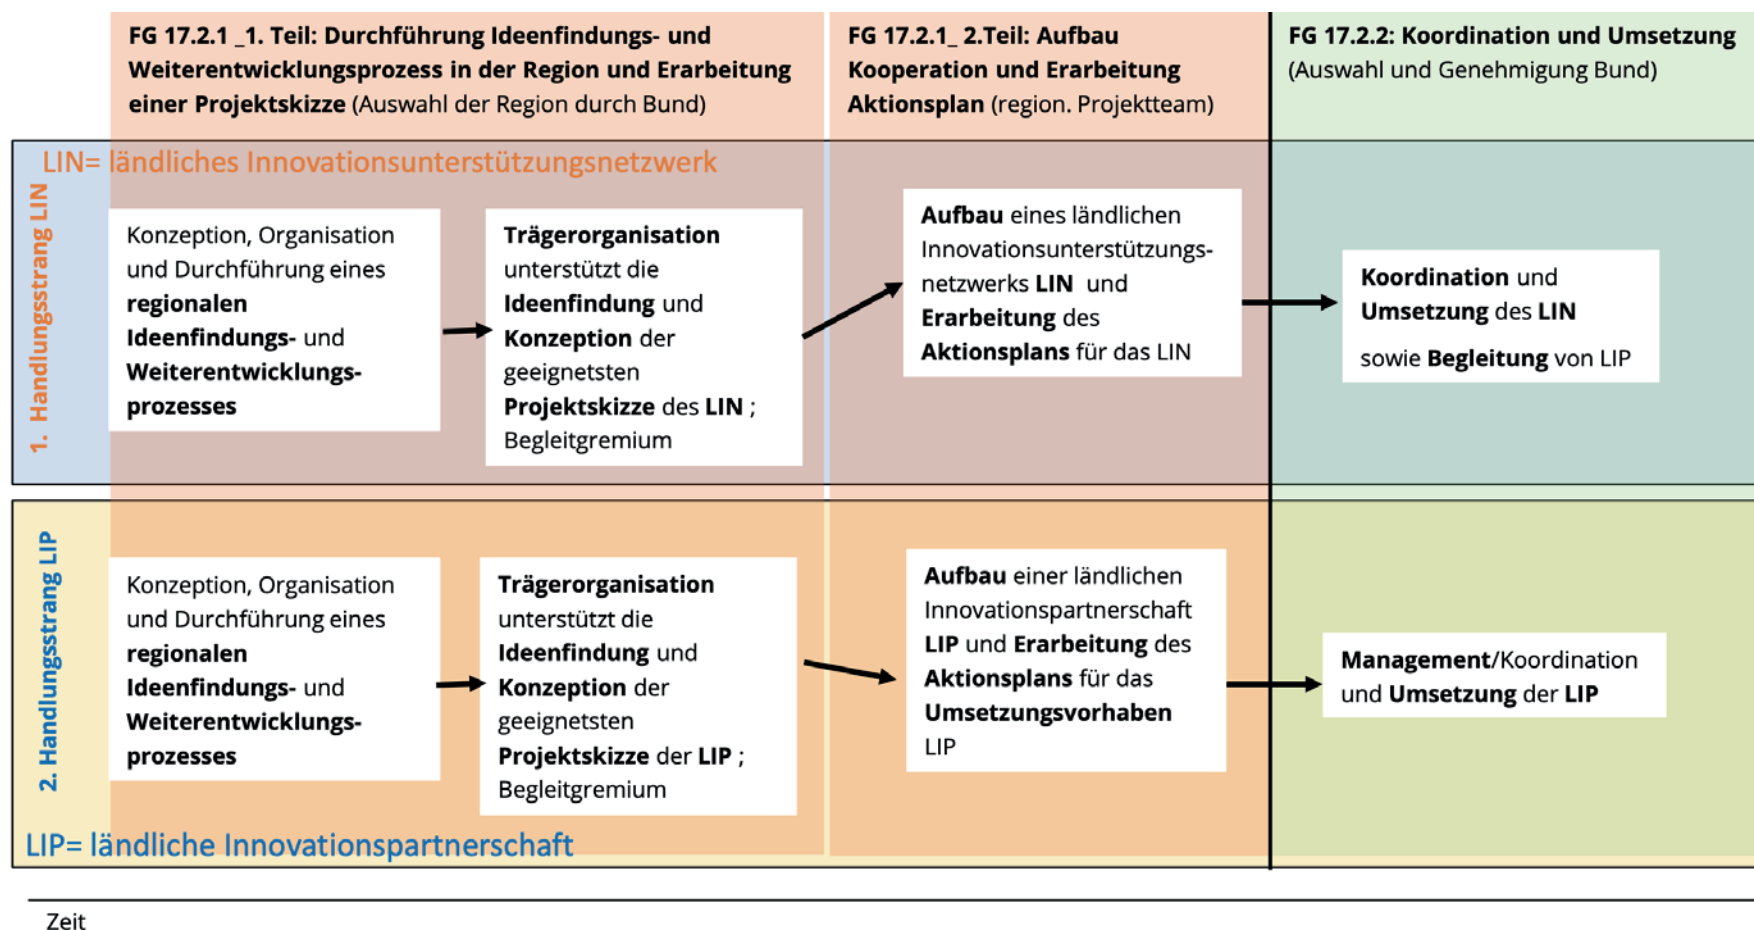 FG 17.2.1 _1. Teil: Durchführung Ideenfindungs- und
Weiterentwicklungsprozess in der Region und Erarbeitung
einer Projektskizze (Auswahl der Region durch Bund)
FG 17.2.1_ 2.Teil: Aufbau
Kooperation und Erarbeitung
Aktionsplan (region. Projektteam)
FG 17.2.2: Koordination und Umsetzung
(Auswahl und Genehmigung Bund)
LIN= ländliches Innovationsunterstützungsnetzwerk
1. Handlungsstrang LIN
Konzeption, Organisation
und Durchführung eines
regionalen
Ideenfindungs- und
Weiterentwicklungs-
prozesses
Trägerorganisation
unterstützt die
Ideenfindung und
Konzeption der
geeignetsten
Projektskizze des LIN ;
Begleitgremium
Aufbau eines ländlichen
Innovationsunterstützungs-
netzwerks LIN und
Erarbeitung des
Aktionsplans für das LIN
Koordination und
Umsetzung des LIN
sowie Begleitung von LIP
2. Handlungsstrang LIP
Konzeption, Organisation
und Durchführung eines
regionalen
Ideenfindungs- und
Weiterentwicklungs-
prozesses
Trägerorganisation
unterstützt die
Ideenfindung und
Konzeption der
geeignetsten
Projektskizze der LIP ;
Begleitgremium
Aufbau einer ländlichen
Innovationspartnerschaft
LIP und Erarbeitung des
Aktionsplans für das
Umsetzungsvorhaben
LIP
Management/Koordination
und Umsetzung der LIP
LIP= ländliche Innovationspartnerschaft
Zeit